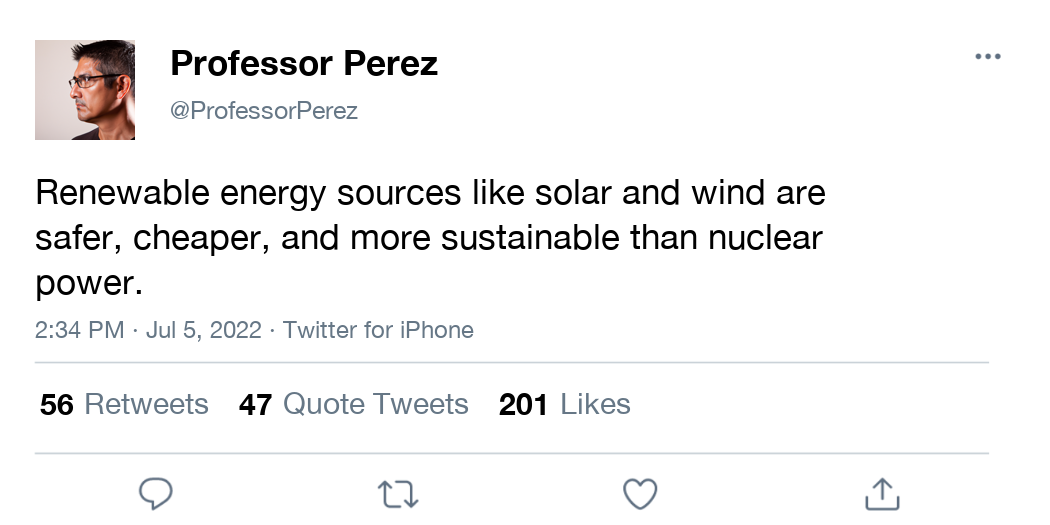 Professor Perez
@ProfessorPerez
Renewable energy sources like solar and wind are
safer, cheaper, and more sustainable than nuclear
power.
2:34 PM · Jul 5, 2022 · Twitter for iPhone
56 Retweets 47 Quote Tweets 201 Likes